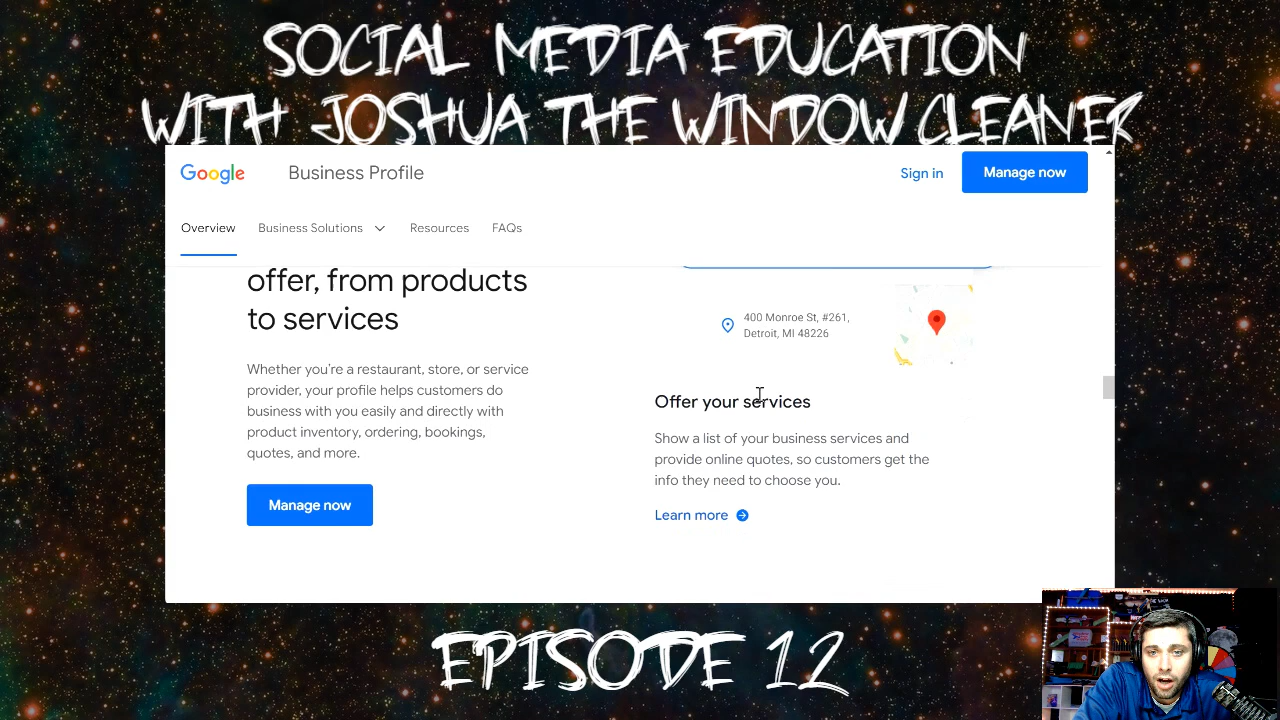 SOCIAL MEDIA EDUCATION
WITH JOSHUA THE WINDOW CLEANER
Google Business Profile Sign in Manage now
Overview Business Solutions Resources FAQs
offer, from products
to services
Whether you're a restaurant, store, or service
provider, your profile helps customers do
business with you easily and directly with
product inventory, ordering, bookings,
quotes, and more.
Manage now
400 Monroe St, #261,
Detroit, MI 48226
Offer your services
Show a list of your business services and
provide online quotes, so customers get the
info they need to choose you.
Learn more
EPISODE 12